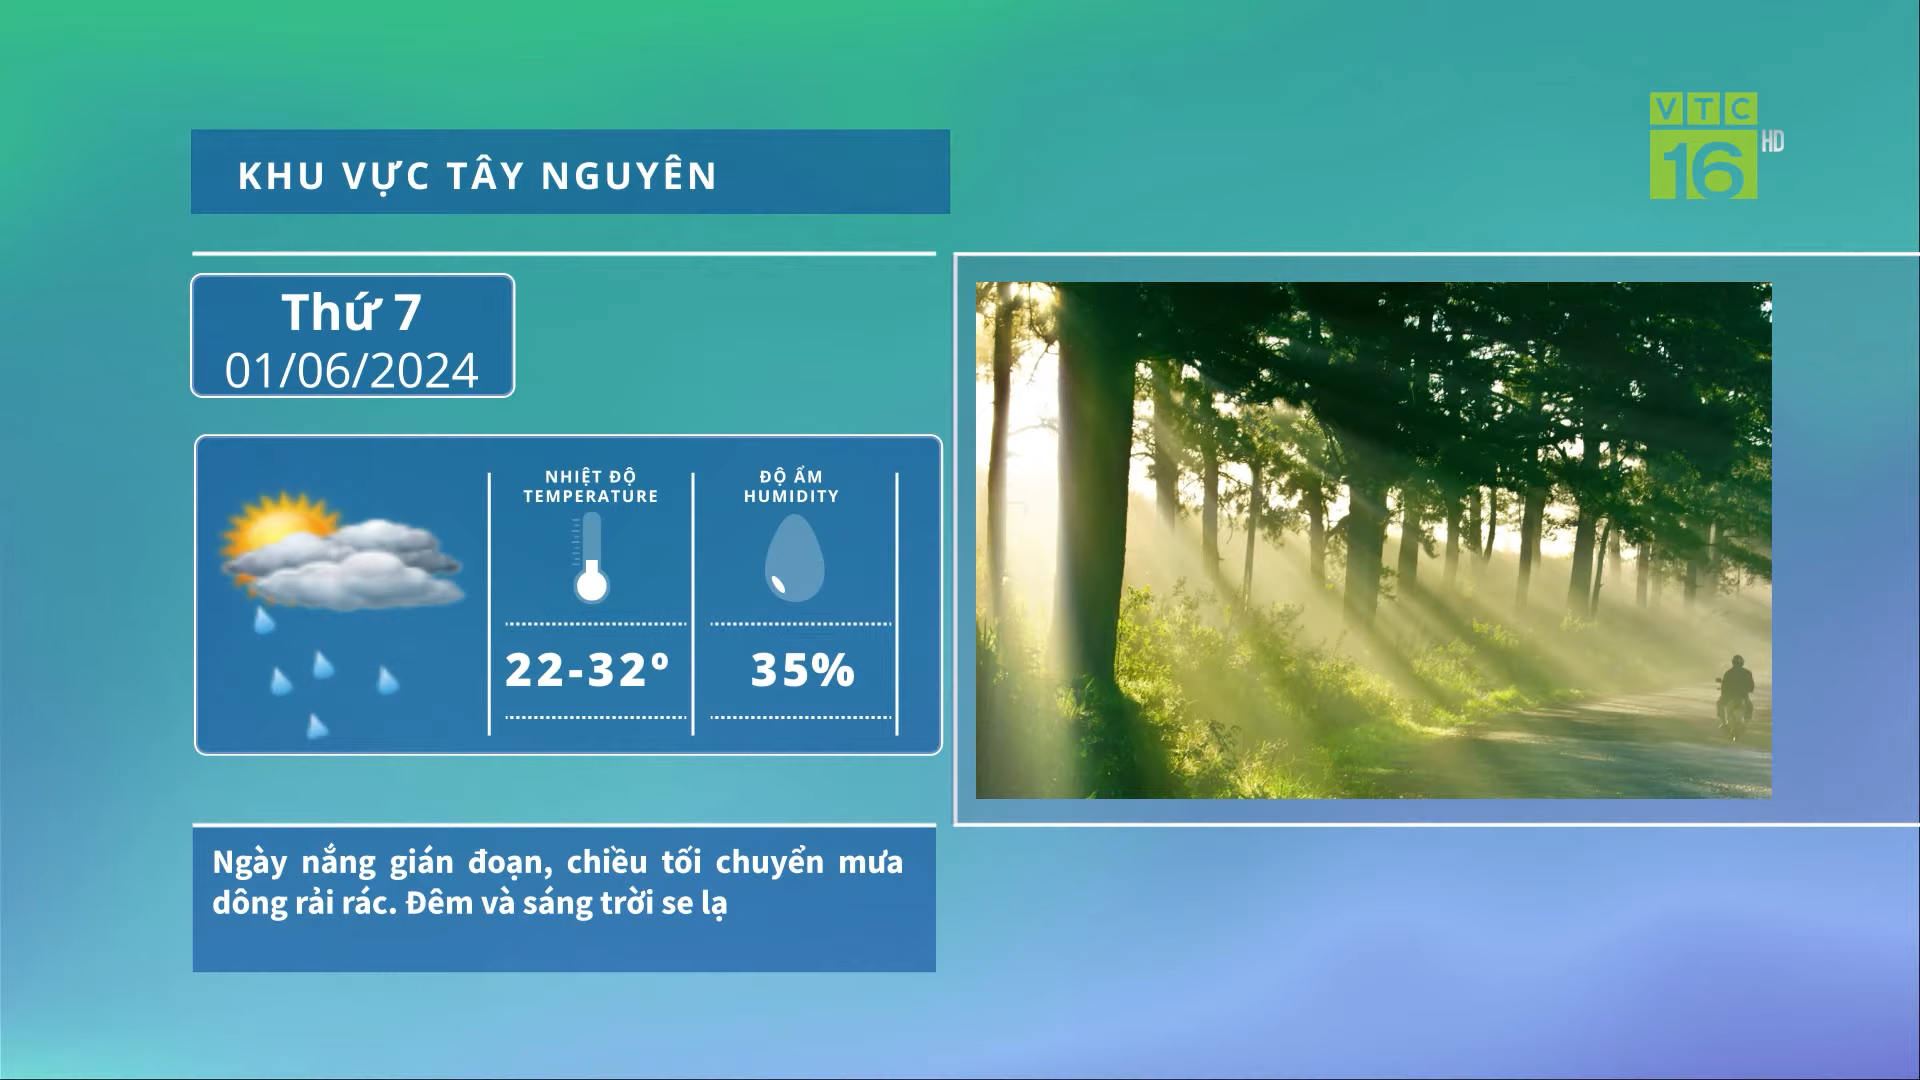 VTC
16
HD
KHU VỰC TÂY NGUYÊN
Thứ 7
01/06/2024
NHIỆT ĐỘ
TEMPERATURE
22-32º
ĐỘ ẨM
HUMIDITY
35%
Ngày nắng gián đoạn, chiều tối chuyển mưa
dông rải rác. Đêm và sáng trời se lạ